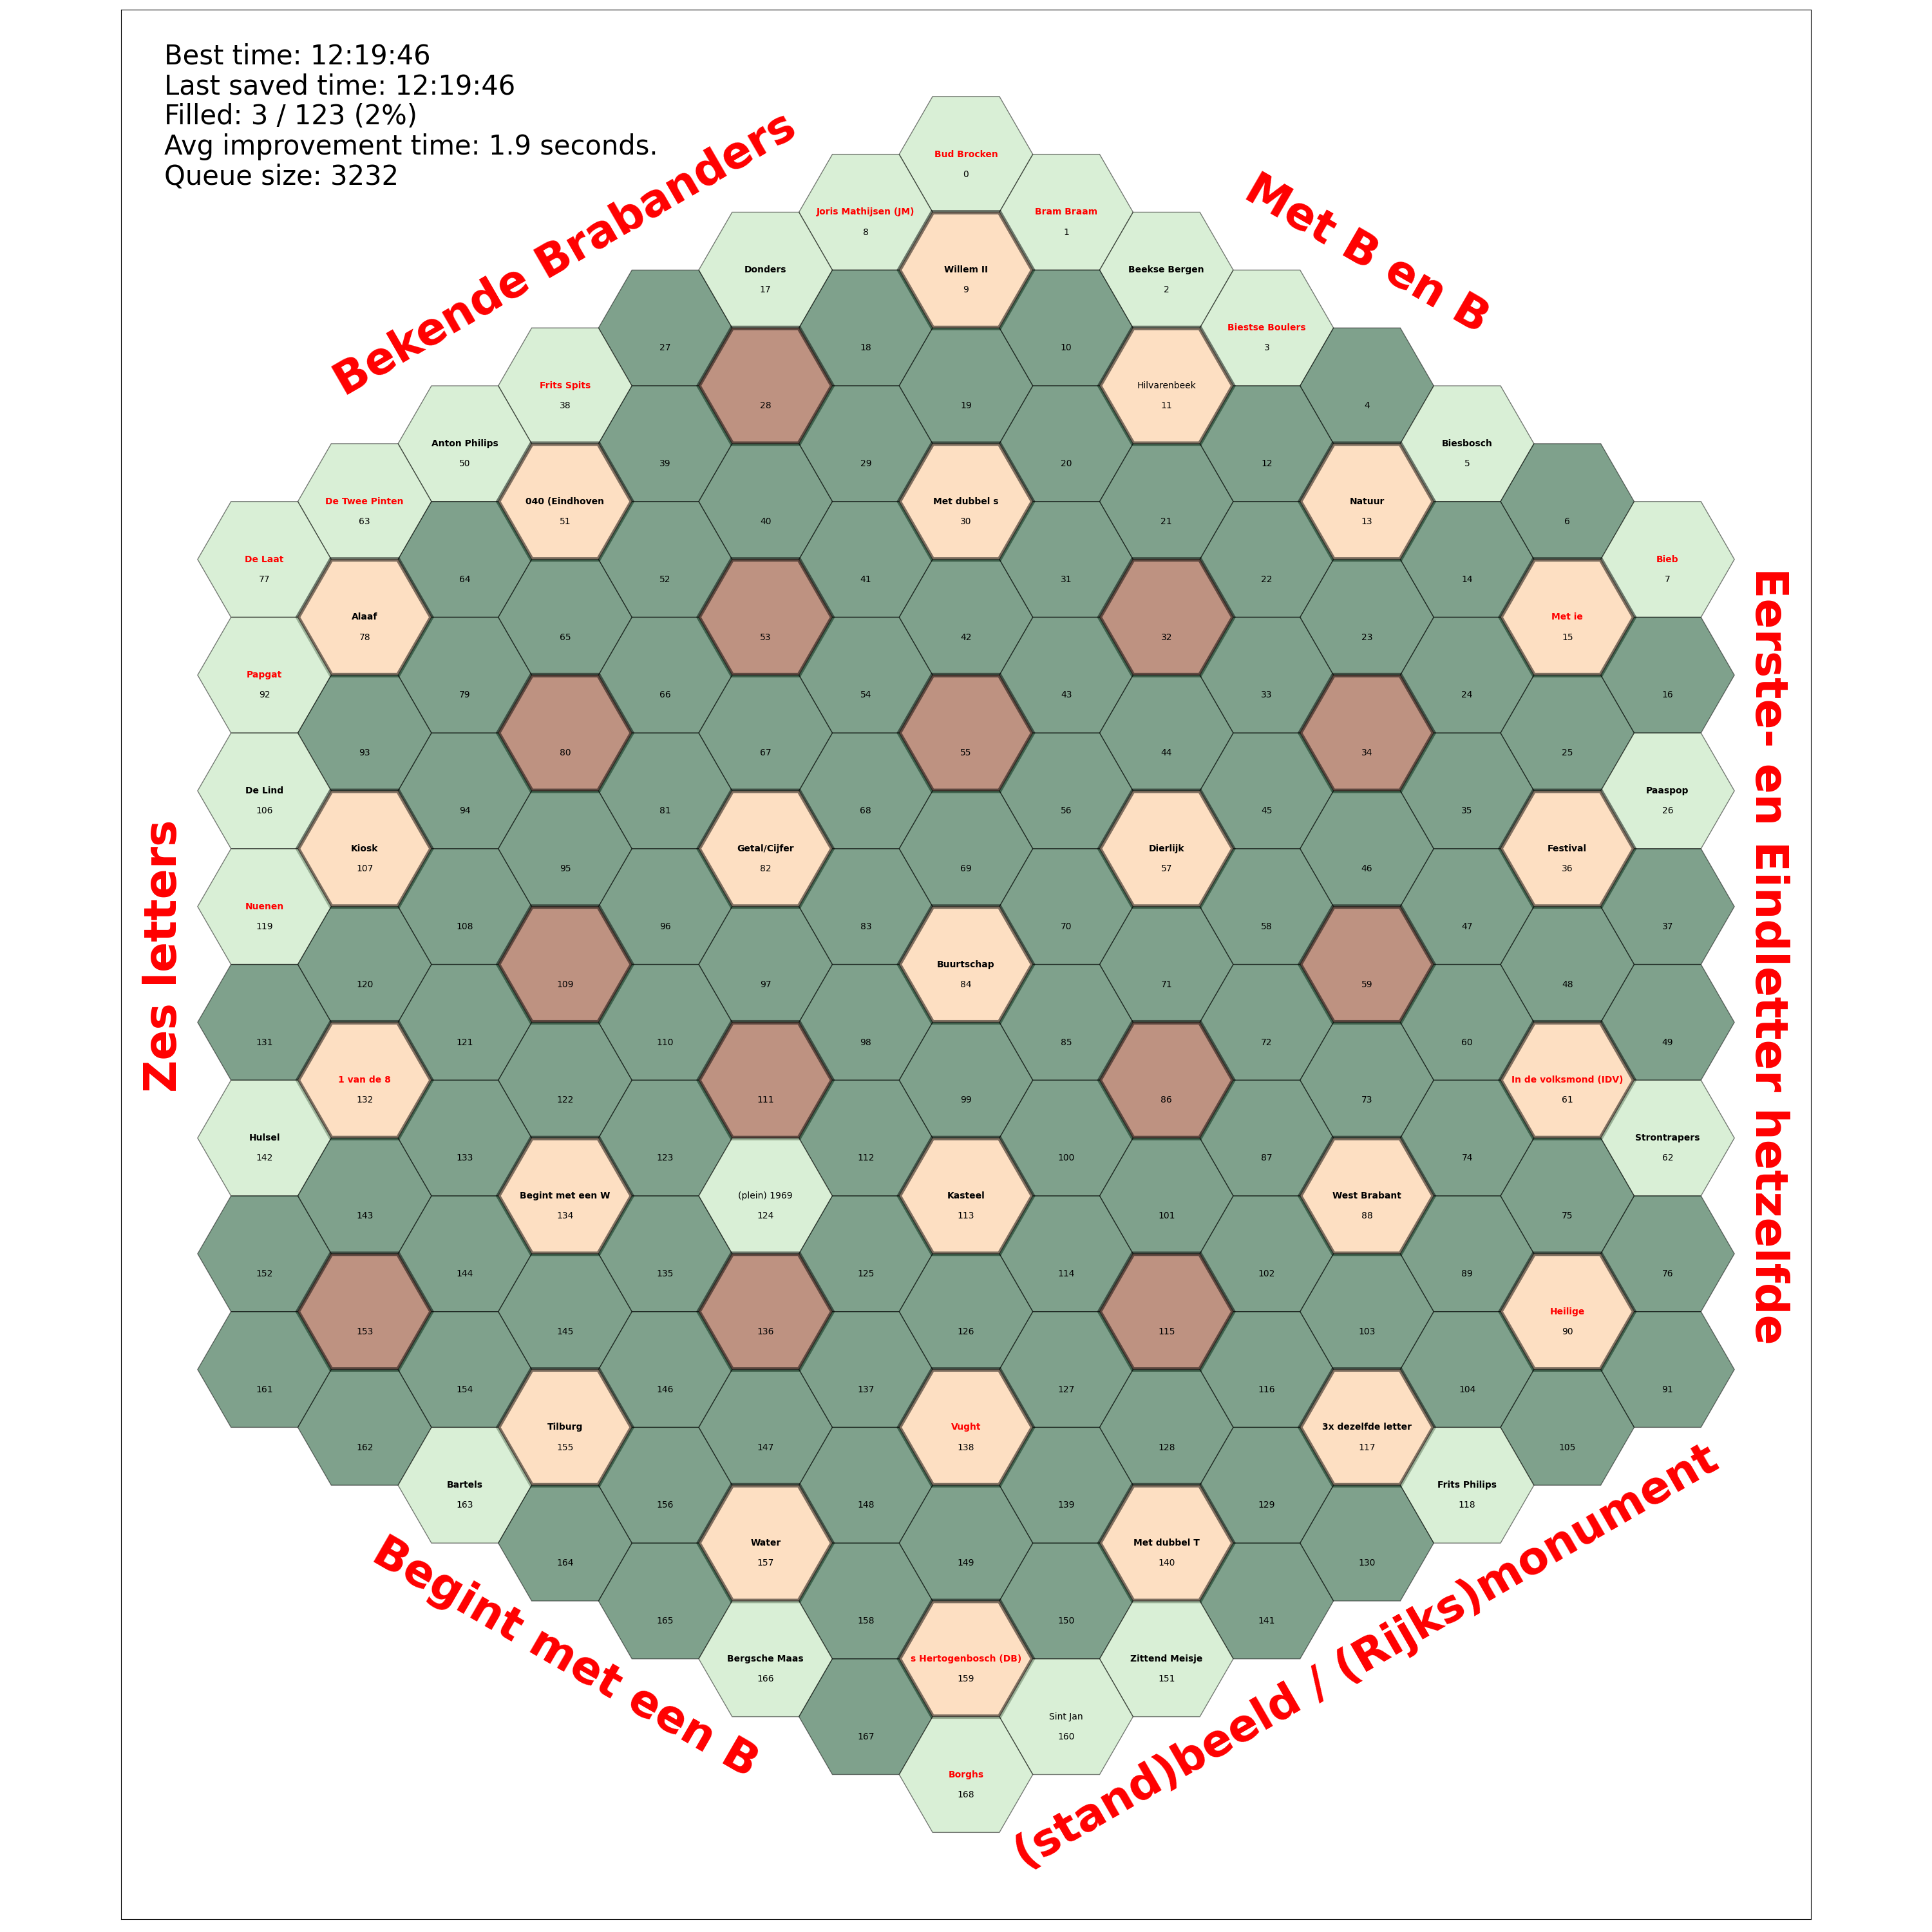 Best time: 12:19:46
Last saved time: 12:19:46
Filled: 3 / 123 (2%)
Avg improvement time: 1.9 seconds.
Queue size: 3232
Bekende Brabanders
Met B en B
Eerste- en Eindletter hetzelfde
Zes letters
Begint met een B
(stand)beeld / (Rijks)monument
Bud Brocken
0
Joris Mathijsen (JM)
8
Bram Braam
1
Donders
17
Willem II
9
Beekse Bergen
2
27
18
10
Biestse Boulers
3
Frits Spits
38
28
19
Hilvarenbeek
11
4
Anton Philips
50
39
29
20
12
Biesbosch
5
De Twee Pinten
63
040 (Eindhoven
51
40
Met dubbel s
30
21
Natuur
13
6
De Laat
77
64
52
41
31
22
14
Bieb
7
Alaaf
78
65
53
42
32
23
Met ie
15
Papgat
92
79
66
54
43
33
24
16
93
80
67
55
44
34
25
De Lind
106
94
81
68
56
45
35
Paaspop
26
Kiosk
107
95
Getal/Cijfer
82
69
Dierlijk
57
46
Festival
36
Nuenen
119
108
96
83
70
58
47
37
120
109
97
Buurtschap
84
71
59
48
131
121
110
98
85
72
60
49
1 van de 8
132
122
111
99
86
73
In de volksmond (IDV)
61
Hulsel
142
133
123
112
100
87
74
Strontrapers
62
143
Begint met een W
134
(plein) 1969
124
Kasteel
113
101
West Brabant
88
75
152
144
135
125
114
102
89
76
153
145
136
126
115
103
Heilige
90
161
154
146
137
127
116
104
91
162
Tilburg
155
147
Vught
138
128
3x dezelfde letter
117
105
Bartels
163
156
148
139
129
Frits Philips
118
164
Water
157
149
Met dubbel T
140
130
165
158
150
141
Bergsche Maas
166
s Hertogenbosch (DB)
159
Zittend Meisje
151
167
Sint Jan
160
Borghs
168